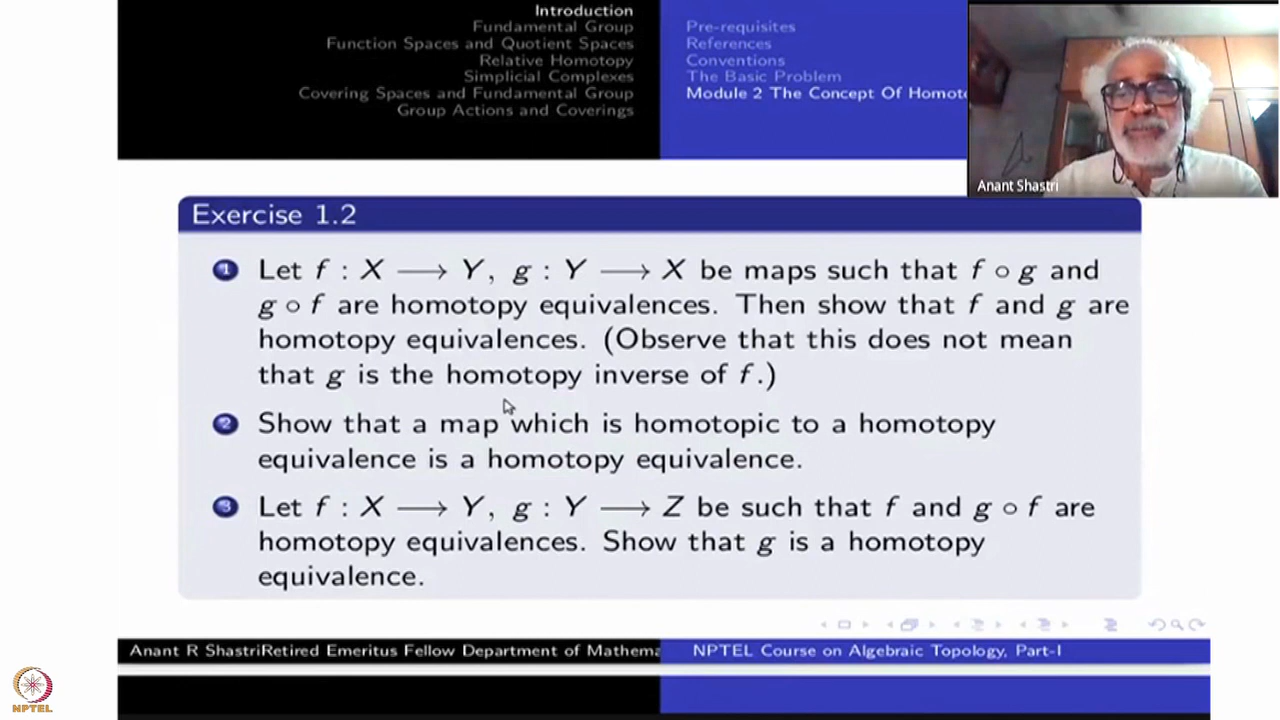 Introduction
Fundamental Group
Function Spaces and Quotient Spaces
Relative Homotopy
Simplicial Complexes
Covering Spaces and Fundamental Group
Group Actions and Coverings
Pre-requisites
References
Conventions
The Basic Problem
Module 2 The Concept Of Homoto
Anant Shastri
Exercise 1.2
1 Let f : X ⟶ Y, g : Y ⟶ X be maps such that f ∘ g and
g ∘ f are homotopy equivalences. Then show that f and g are
homotopy equivalences. (Observe that this does not mean
that g is the homotopy inverse of f.)
2 Show that a map which is homotopic to a homotopy
equivalence is a homotopy equivalence.
3 Let f : X ⟶ Y, g : Y ⟶ Z be such that f and g ∘ f are
homotopy equivalences. Show that g is a homotopy
equivalence.
Anant R ShastriRetired Emeritus Fellow Department of Mathema
NPTEL Course on Algebraic Topology, Part-I
NPTEL